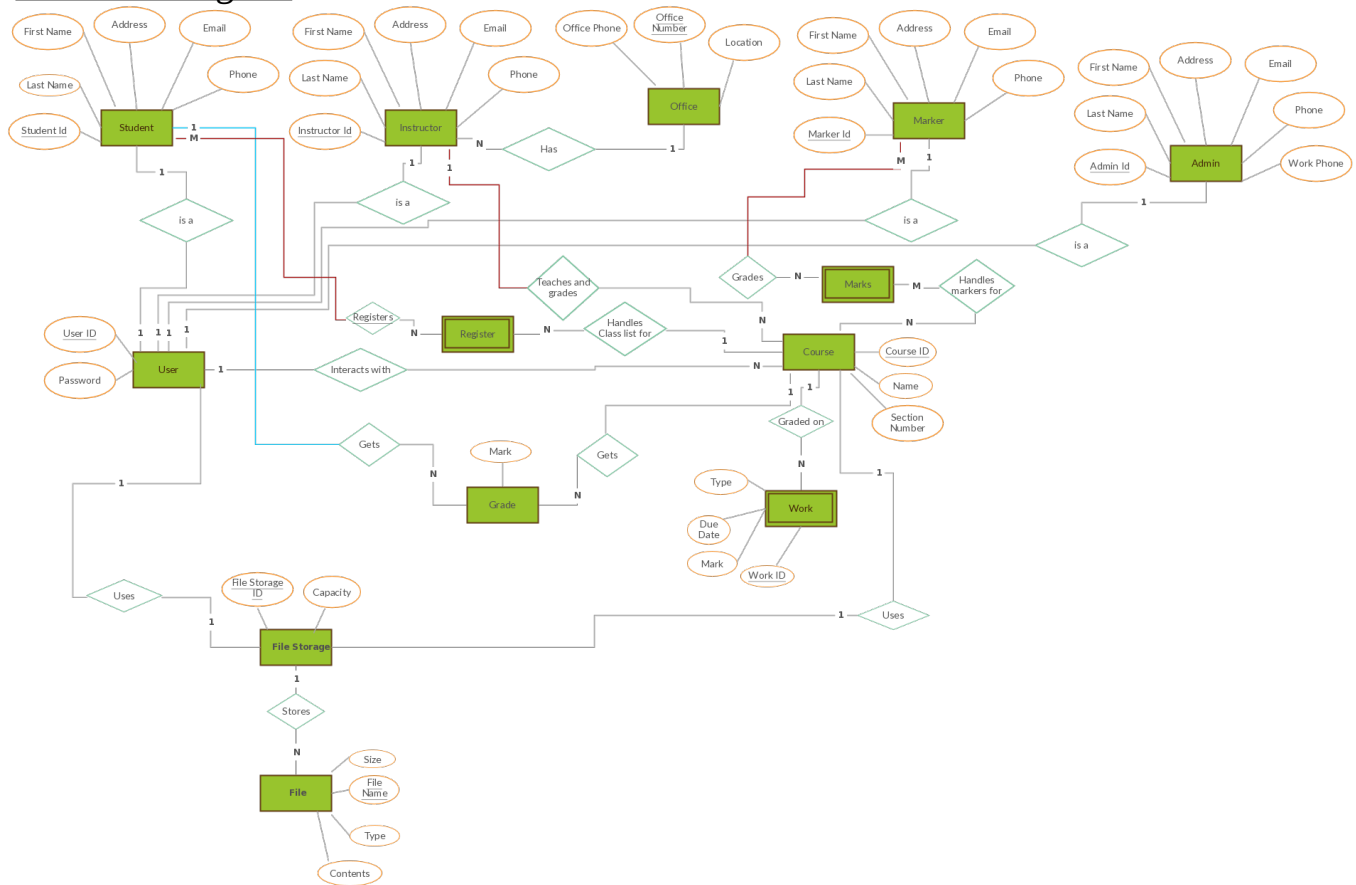 First Name
Address
Email
Last Name
Phone
Student
Student Id
1
M
1
is a
First Name
Address
Email
Last Name
Phone
Instructor
Instructor Id
N
Has
1
1
1
is a
Office Phone
Office
Number
Location
Office
First Name
Address
Email
Last Name
Phone
Marker
Marker Id
M
1
is a
First Name
Address
Email
Last Name
Phone
Admin
Admin Id
Work Phone
1
is a
Teaches and
grades
N
Grades
N
Marks
M
Handles
markers for
N
Registers
N
Register
N
Handles
Class list for
1
1
1
1
1
User ID
Password
User
1
Interacts with
N
Course
Course ID
Name
Section
Number
1
1
Graded on
N
Gets
N
Mark
Grade
N
Gets
Type
Work
Due
Date
Mark
Work ID
1
1
Uses
1
File Storage
ID
Capacity
File Storage
1
Uses
1
Stores
N
File
Size
File
Name
Type
Contents